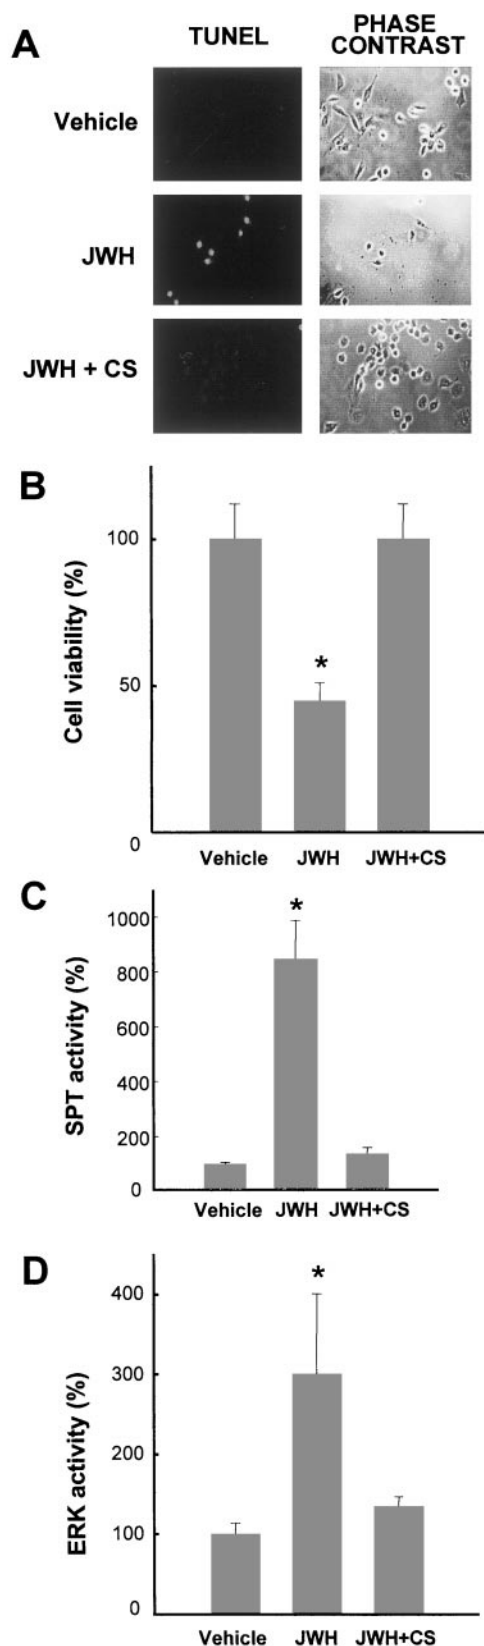 A
TUNEL
PHASE
CONTRAST
Vehicle
JWH
JWH + CS
B
Cell viability (%)
100
50
0
*
Vehicle JWH JWH+CS
C
SPT activity (%)
1000
800
600
400
200
0
*
Vehicle JWH JWH+CS
D
ERK activity (%)
400
300
200
100
0
*
Vehicle JWH JWH+CS